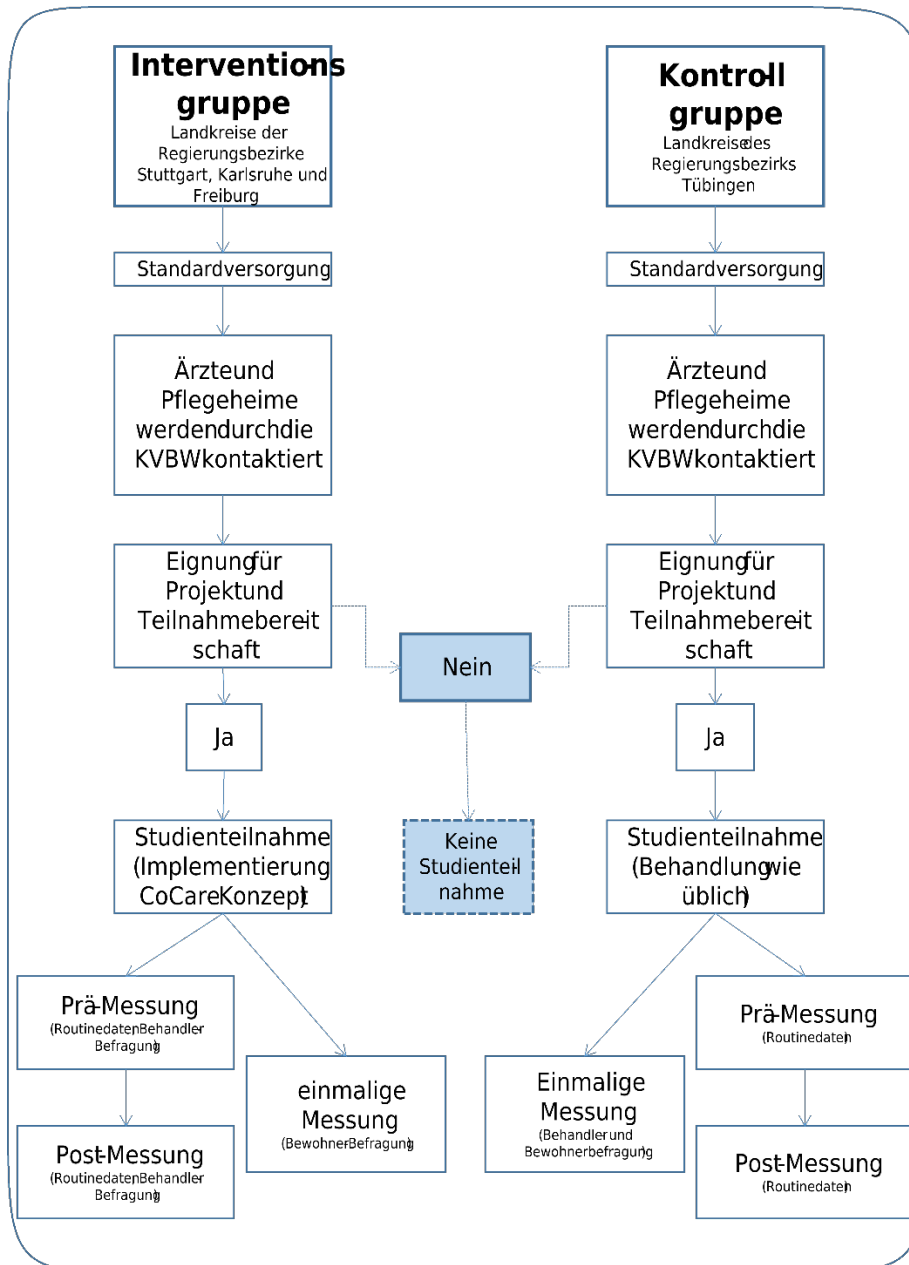 Interventions-
gruppe
Landkreise der
Regierungsbezirke
Stuttgart, Karlsruhe und
Freiburg
Standardversorgung
Ärzte und
Pflegeheime
werden durch die
KVBW kontaktiert
Eignung für
Projekt und
Teilnahmebereit-
schaft
Ja
Studienteilnahme
(Implementierung
CoCare Konzept)
Prä-Messung
(Routinedaten, Behandler-
Befragung)
Post-Messung
(Routinedaten, Behandler-
Befragung)
einmalige
Messung
(Bewohner-Befragung)
Nein
Keine
Studienteil-
nahme
Kontroll-
gruppe
Landkreise des
Regierungsbezirks
Tübingen
Standardversorgung
Ärzte und
Pflegeheime
werden durch die
KVBW kontaktiert
Eignung für
Projekt und
Teilnahmebereit-
schaft
Ja
Studienteilnahme
(Behandlung wie
üblich)
Einmalige
Messung
(Behandler und
Bewohnerbefragung)
Prä-Messung
(Routinedaten)
Post-Messung
(Routinedaten)